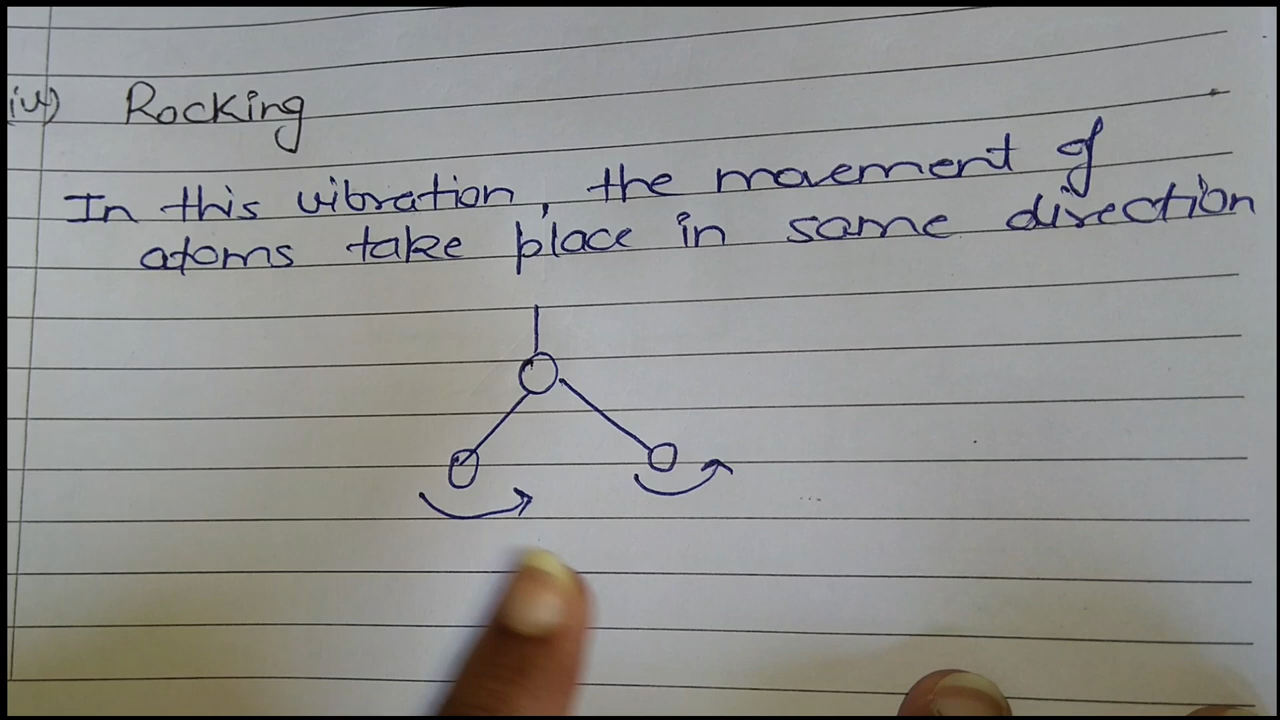 iv) Rocking
In this vibration, the movement of
atoms take place in same direction